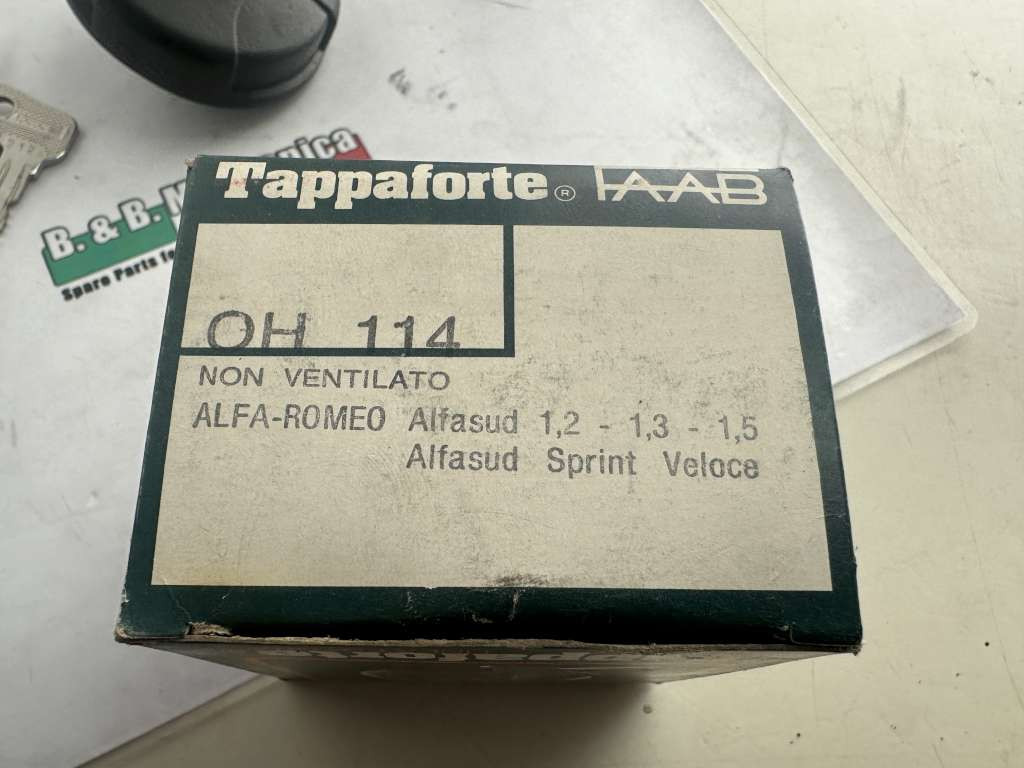 B. & B.
Spare Parts
Tappaforte® IAAB
OH 114
NON VENTILATO
ALFA-ROMEO Alfasud 1,2 - 1,3 - 1,5
Alfasud Sprint Veloce